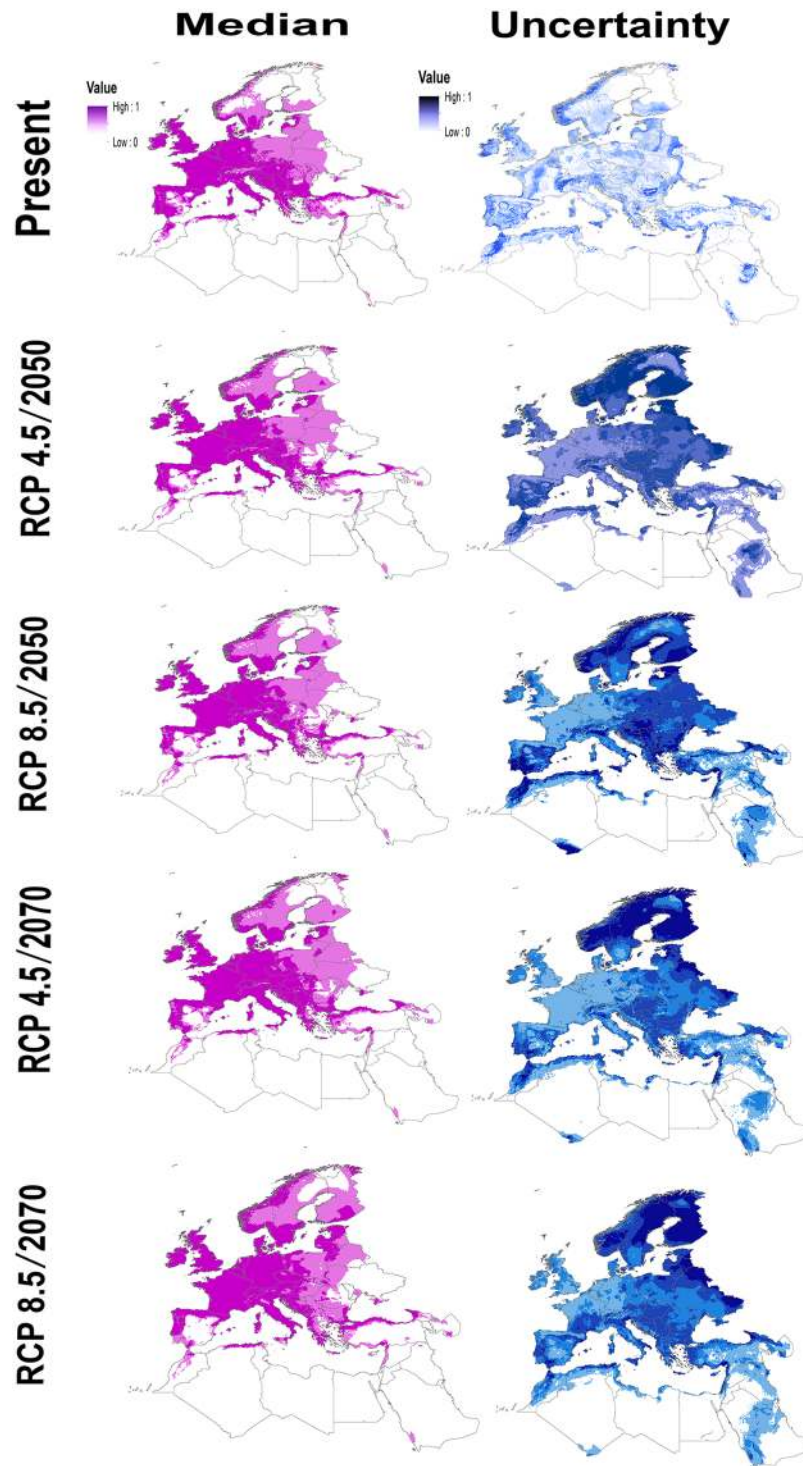 Median
Uncertainty
Present
Value
High : 1
Low : 0
Value
High : 1
Low : 0
RCP 4.5/2050
RCP 8.5/2050
RCP 4.5/2070
RCP 8.5/2070